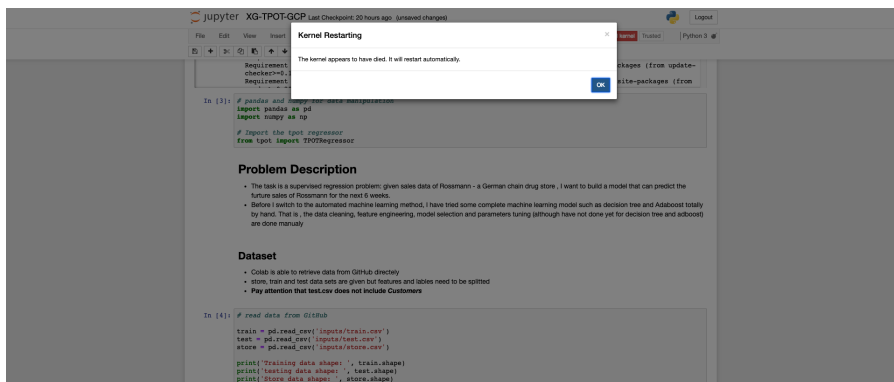 Jupyter XG-TPOT-GCP Last Checkpoint: 20 hours ago (unsaved changes)
Logout
File Edit View Insert
kernel Trusted Python 3
Kernel Restarting
×
The kernel appears to have died. It will restart automatically.
OK
Requirement
ckages (from update-
checker>=0.1
Requirement
site-packages (from
In [3]: # pandas and numpy for data manipulation
import pandas as pd
import numpy as np
# Import the tpot regressor
from tpot import TPOTRegressor
Problem Description
• The task is a supervised regression problem: given sales data of Rossmann - a German chain drug store , I want to build a model that can predict the
furture sales of Rossmann for the next 6 weeks.
• Before I switch to the automated machine learning method, I have tried some complete machine learning model such as decision tree and Adaboost totally
by hand. That is , the data cleaning, feature engineering, model selection and parameters tuning (although have not done yet for decision tree and adboost)
are done manualy
Dataset
• Colab is able to retrieve data from GitHub directely
• store, train and test data sets are given but features and lables need to be splitted
• Pay attention that test.csv does not include Customers
In [4]: # read data from GitHub
train = pd.read_csv('inputs/train.csv')
test = pd.read_csv('inputs/test.csv')
store = pd.read_csv('inputs/store.csv')
print('Training data shape: ', train.shape)
print('testing data shape: ', test.shape)
print('Store data shape: ', store.shape)